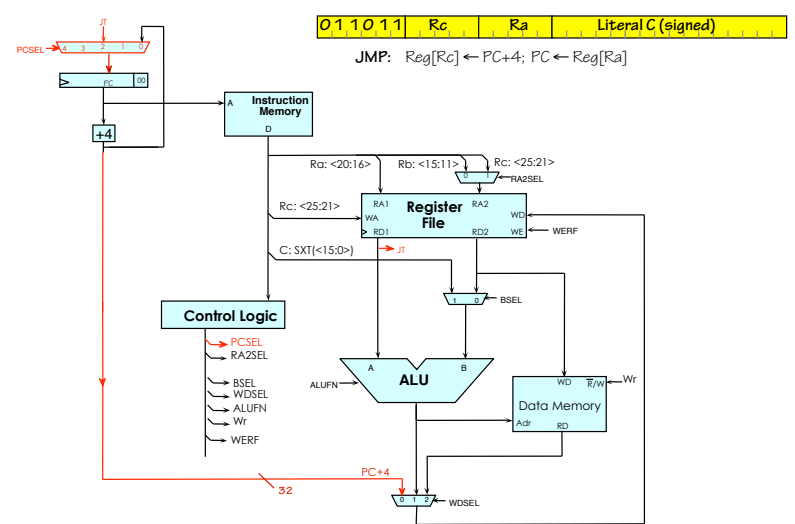 011011 Rc Ra Literal C (signed)
JMP: Reg[Rc] ← PC+4; PC ← Reg[Ra]
JT
PCSEL
4 3 2 1 0
PC 00
A Instruction Memory
D
+4
Ra: <20:16> Rb: <15:11> Rc: <25:21>
0 1
RA2SEL
Rc: <25:21>
RA1 Register File RA2
WA WD
RD1 RD2 WE
WERF
JT
C: SXT(<15:0>)
1 0
BSEL
Control Logic
PCSEL
RA2SEL
BSEL
WDSEL
ALUFN
Wr
WERF
A ALU B
ALUFN
WD R/W
Wr
Data Memory
Adr RD
PC+4
32
0 1 2
WDSEL